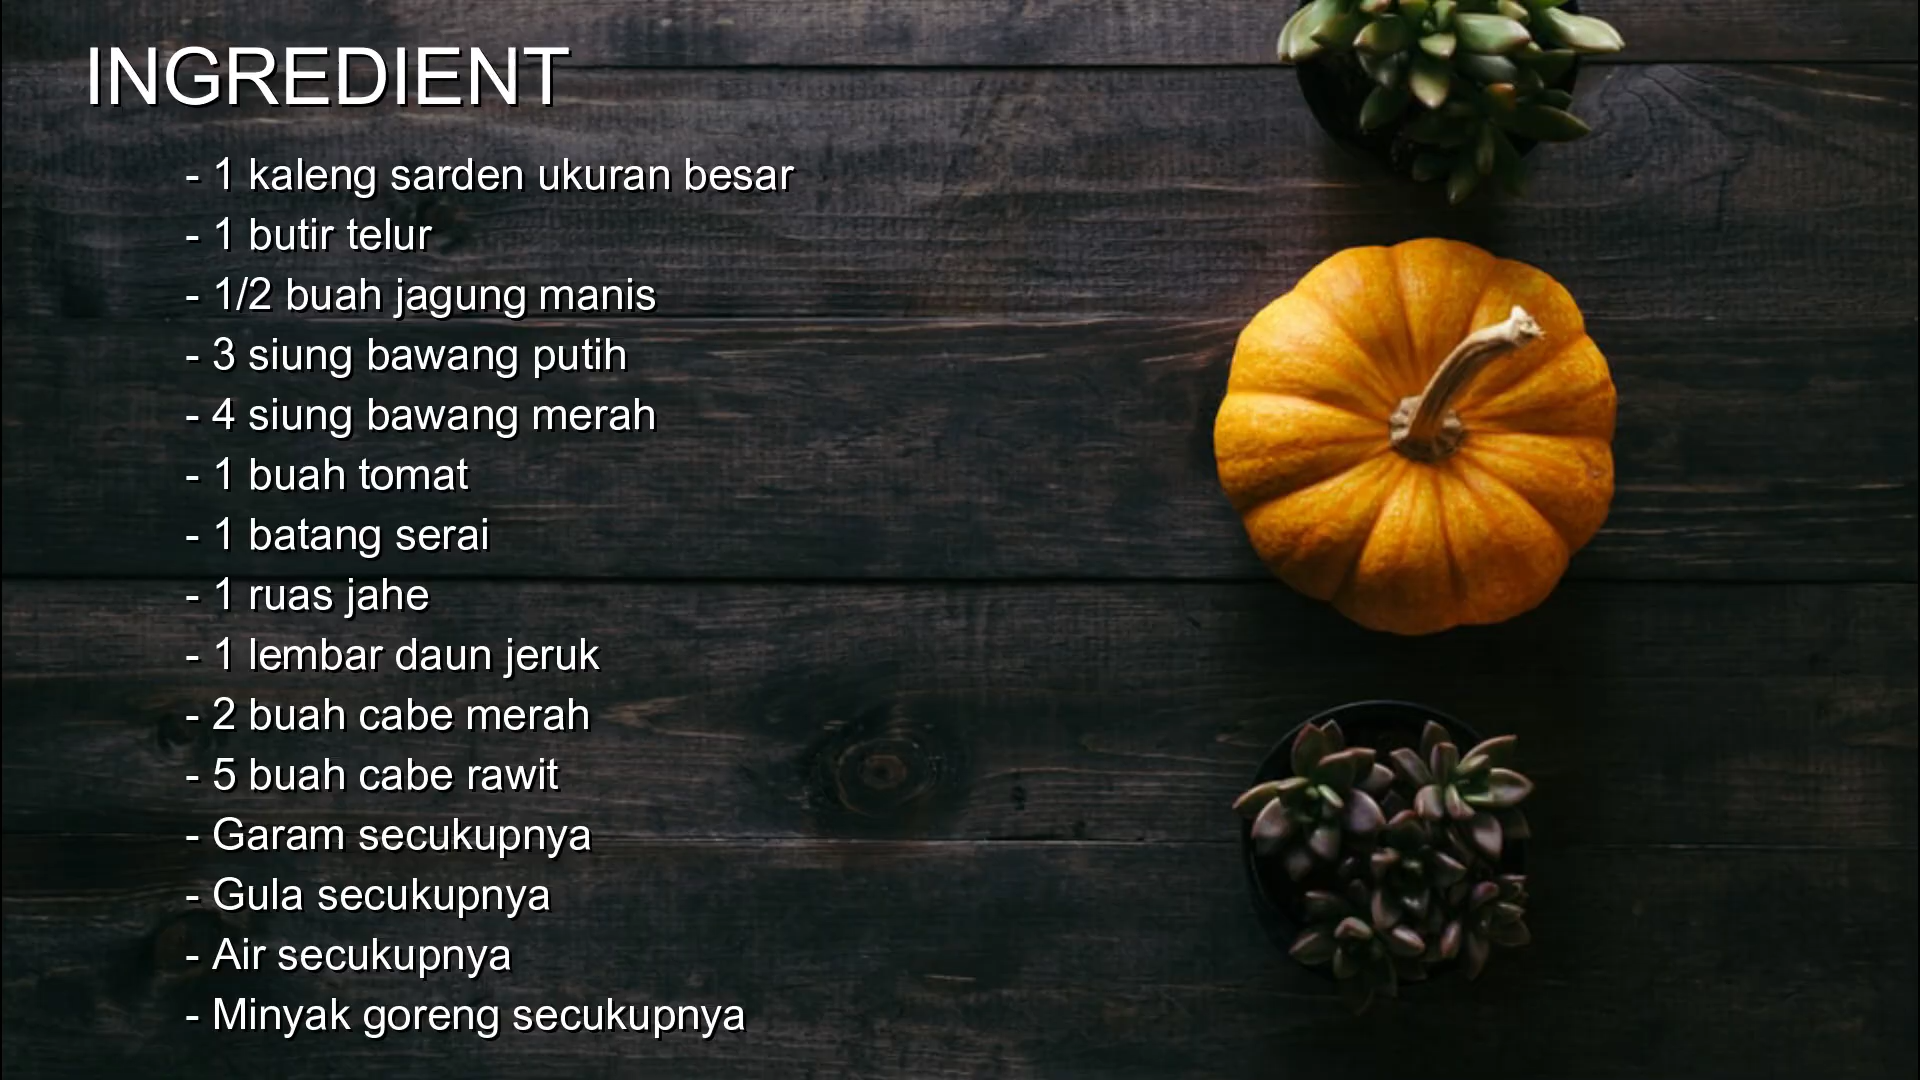 INGREDIENT
- 1 kaleng sarden ukuran besar
- 1 butir telur
- 1/2 buah jagung manis
- 3 siung bawang putih
- 4 siung bawang merah
- 1 buah tomat
- 1 batang serai
- 1 ruas jahe
- 1 lembar daun jeruk
- 2 buah cabe merah
- 5 buah cabe rawit
- Garam secukupnya
- Gula secukupnya
- Air secukupnya
- Minyak goreng secukupnya